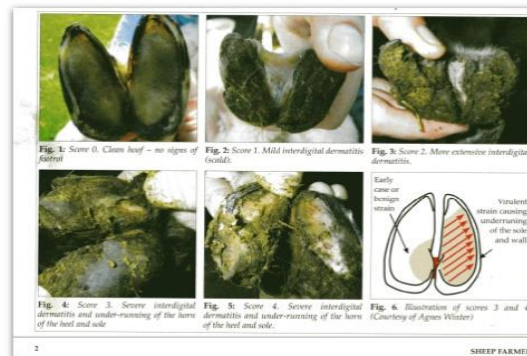 Fig. 1: Score 0. Clean hoof – no signs of
footrot
Fig. 2: Score 1. Mild interdigital dermatitis
(scald).
Fig. 3: Score 2. More extensive interdigital
dermatitis.
Early
case or
benign
strain
Virulent
strain causing
underruning
of the sole
and wall
Fig. 4: Score 3. Severe interdigital
dermatitis and under-running of the horn
of the heel and sole
Fig. 5: Score 4. Severe interdigital
dermatitis and under-running of the horn
of the heel and sole.
Fig. 6. Illustration of scores 3 and 4
(Courtesy of Agnes Winter)
2
SHEEP FARMER